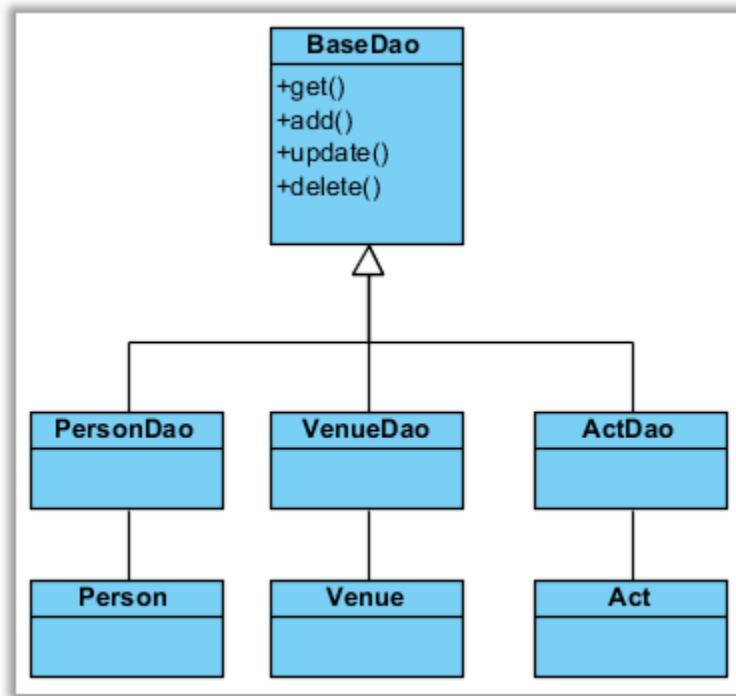 BaseDao
+get()
+add()
+update()
+delete()
PersonDao
VenueDao
ActDao
Person
Venue
Act